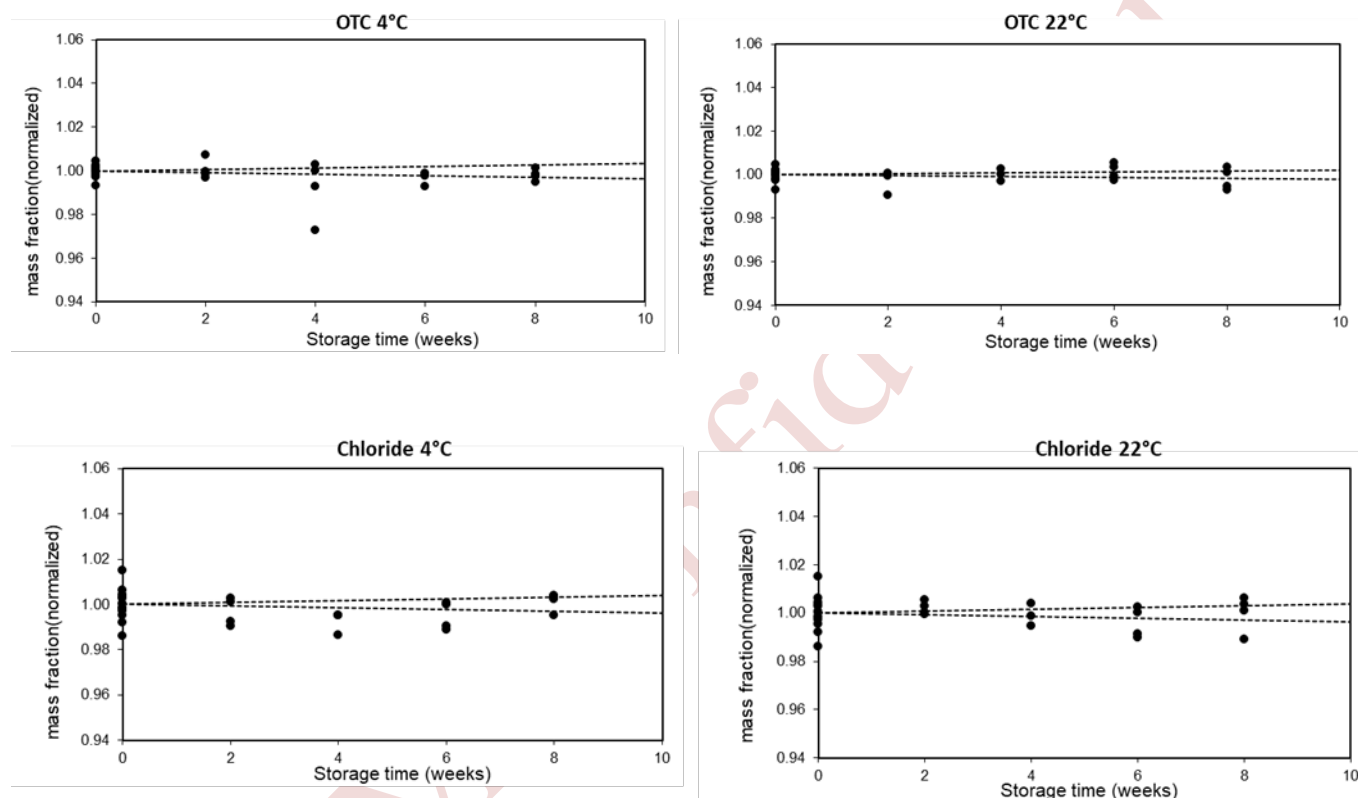 OTC 4°C
1.06
1.04
1.02
1.00
0.98
0.96
0.94
mass fraction(normalized)
0 2 4 6 8 10
Storage time (weeks)
OTC 22°C
1.06
1.04
1.02
1.00
0.98
0.96
0.94
mass fraction(normalized)
0 2 4 6 8 10
Storage time (weeks)
Chloride 4°C
1.06
1.04
1.02
1.00
0.98
0.96
0.94
mass fraction(normalized)
0 2 4 6 8 10
Storage time (weeks)
Chloride 22°C
1.06
1.04
1.02
1.00
0.98
0.96
0.94
mass fraction(normalized)
0 2 4 6 8 10
Storage time (weeks)